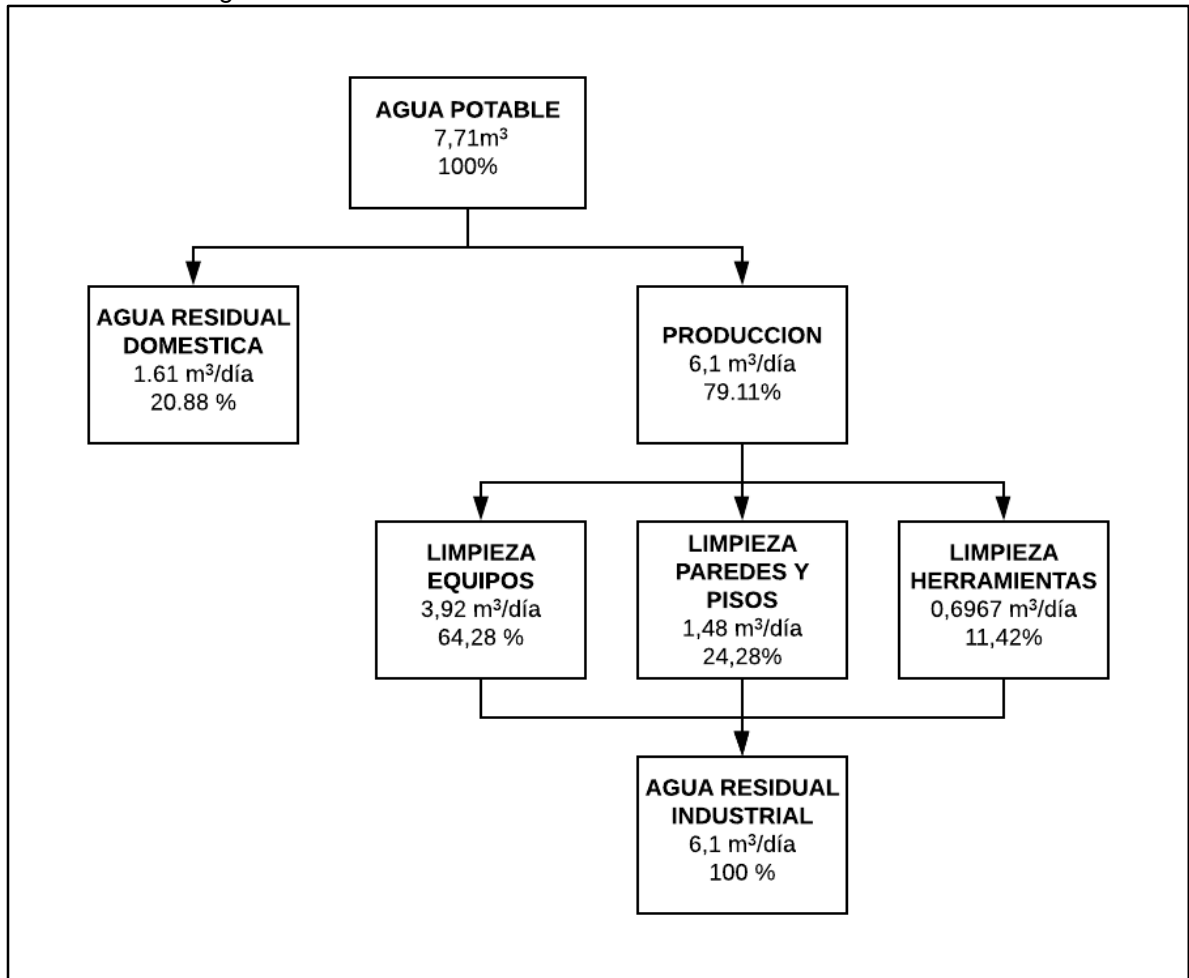 AGUA POTABLE
7,71m³
100%
AGUA RESIDUAL
DOMESTICA
1.61 m³/día
20.88 %
PRODUCCION
6,1 m³/día
79.11%
LIMPIEZA
EQUIPOS
3,92 m³/día
64,28 %
LIMPIEZA
PAREDES Y
PISOS
1,48 m³/día
24,28%
LIMPIEZA
HERRAMIENTAS
0,6967 m³/día
11,42%
AGUA RESIDUAL
INDUSTRIAL
6,1 m³/día
100 %